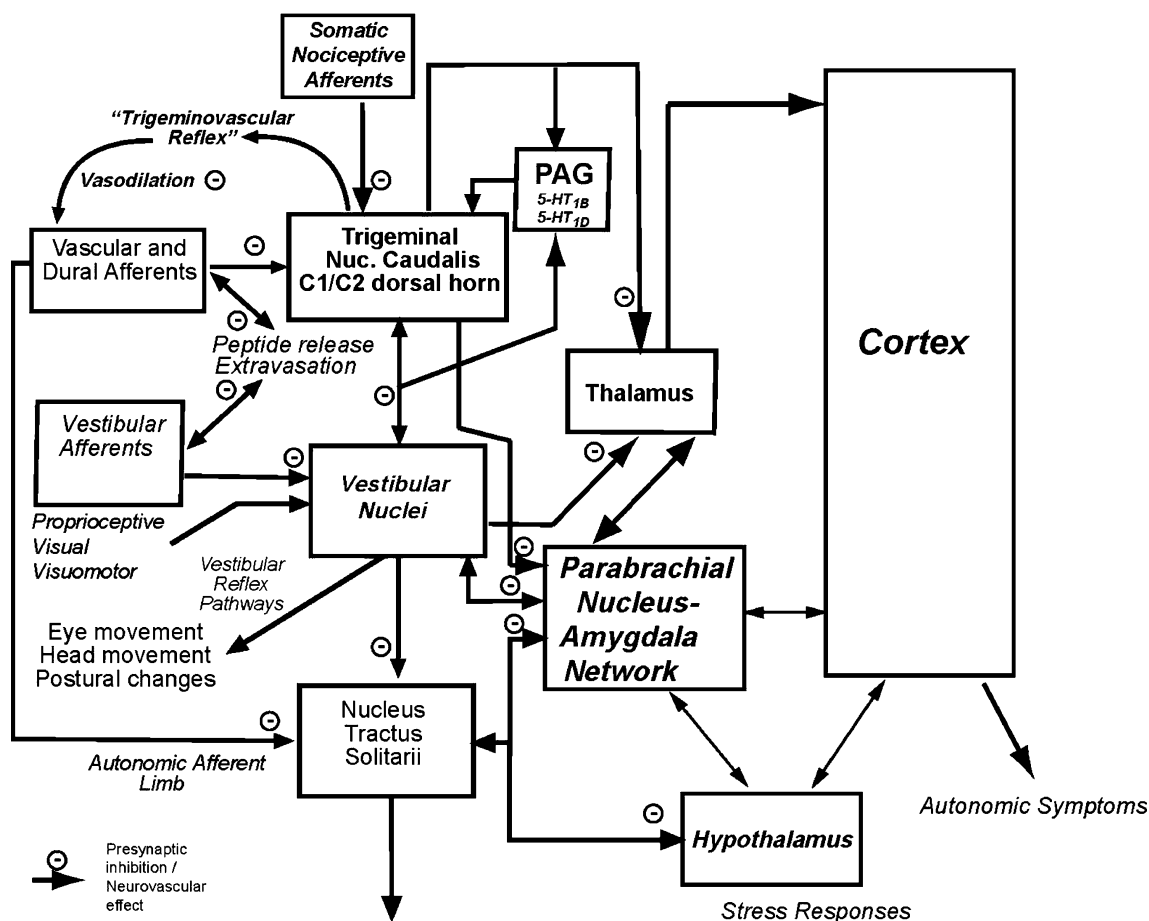 Somatic
Nociceptive
Afferents
“Trigeminovascular
Reflex”
Vasodilation
PAG
5-HT1B
5-HT1D
Vascular and
Dural Afferents
Trigeminal
Nuc. Caudalis
C1/C2 dorsal horn
Peptide release
Extravasation
Cortex
Thalamus
Vestibular
Afferents
Vestibular
Nuclei
Proprioceptive
Visual
Visuomotor
Vestibular
Reflex
Pathways
Parabrachial
Nucleus-
Amygdala
Network
Eye movement
Head movement
Postural changes
Nucleus
Tractus
Solitarii
Autonomic Afferent
Limb
Hypothalamus
Autonomic Symptoms
Presynaptic
inhibition /
Neurovascular
effect
Stress Responses